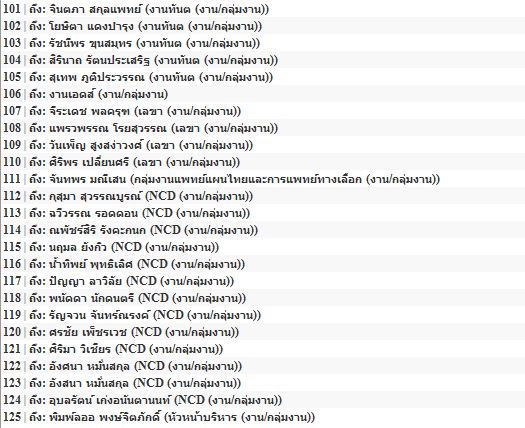 101 | ถึง: จินตภา สกุลแพทย์ (งานทันต (งาน/กลุ่มงาน))
102 | ถึง: โยษิตา แดงบำรุง (งานทันต (งาน/กลุ่มงาน))
103 | ถึง: รัชนีพร ขุนสมุทร (งานทันต (งาน/กลุ่มงาน))
104 | ถึง: สิรินาถ รัตนประเสริฐ (งานทันต (งาน/กลุ่มงาน))
105 | ถึง: สุเทพ ภูติประวรรณ (งานทันต (งาน/กลุ่มงาน))
106 | ถึง: งานเอดส์ (งาน/กลุ่มงาน)
107 | ถึง: จีระเดช พลครุฑ (เลขา (งาน/กลุ่มงาน))
108 | ถึง: แพรวพรรณ โรยสุวรรณ (เลขา (งาน/กลุ่มงาน))
109 | ถึง: วันเพ็ญ สูงสง่าวงศ์ (เลขา (งาน/กลุ่มงาน))
110 | ถึง: ศิริพร เปลี่ยนศรี (เลขา (งาน/กลุ่มงาน))
111 | ถึง: จันทพร มณีเสน (กลุ่มงานแพทย์แผนไทยและการแพทย์ทางเลือก (งาน/กลุ่มงาน))
112 | ถึง: กุสุมา สุวรรณบูรณ์ (NCD (งาน/กลุ่มงาน))
113 | ถึง: ฉวีวรรณ รอดดอน (NCD (งาน/กลุ่มงาน))
114 | ถึง: ณพัชร์สิริ รังคะกนก (NCD (งาน/กลุ่มงาน))
115 | ถึง: นฤมล ยังกิ๋ว (NCD (งาน/กลุ่มงาน))
116 | ถึง: น้ำทิพย์ พุทธิเลิศ (NCD (งาน/กลุ่มงาน))
117 | ถึง: ปัญญา ลาวิลัย (NCD (งาน/กลุ่มงาน))
118 | ถึง: พนัดดา นักดนตรี (NCD (งาน/กลุ่มงาน))
119 | ถึง: รัญจวน จันทร์ณรงค์ (NCD (งาน/กลุ่มงาน))
120 | ถึง: ศรชัย เพ็ชรเวช (NCD (งาน/กลุ่มงาน))
121 | ถึง: ศิริมา วิเชียร (NCD (งาน/กลุ่มงาน))
122 | ถึง: อังศนา หมั่นสกุล (NCD (งาน/กลุ่มงาน))
123 | ถึง: อังสนา หมั่นสกุล (NCD (งาน/กลุ่มงาน))
124 | ถึง: อุบลรัตน์ เก่งอนันตานนท์ (NCD (งาน/กลุ่มงาน))
125 | ถึง: พิมพ์ลออ พงษ์จิตภักดิ์ (หัวหน้าบริหาร (งาน/กลุ่มงาน))